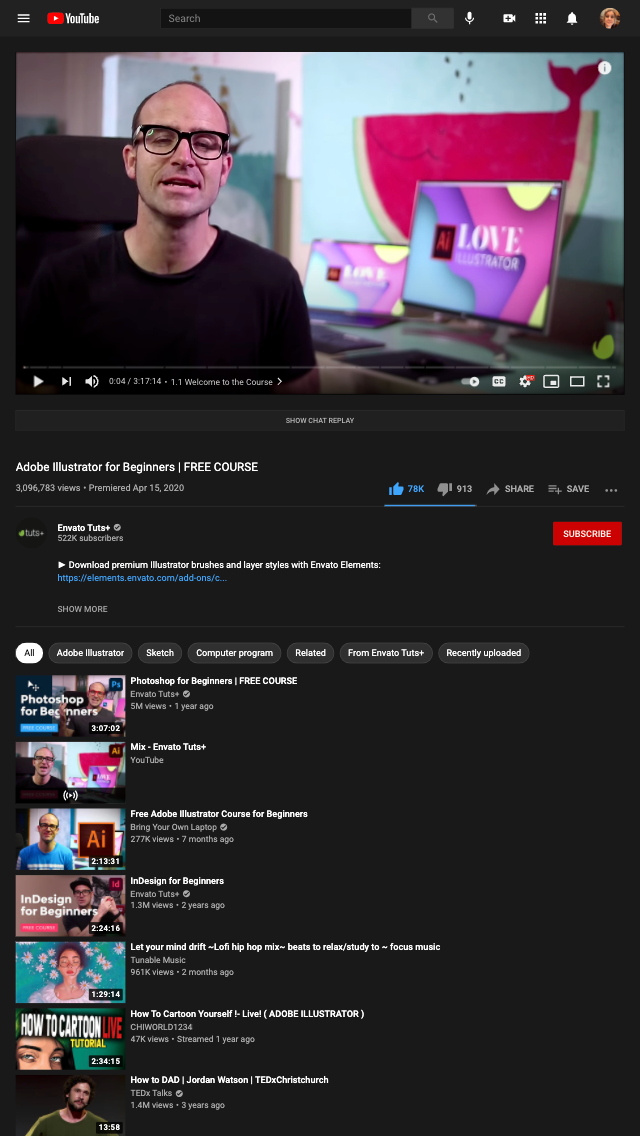 YouTube
Search
Ai LOVE
ILLUSTRATOR
Ai LOVE
0:04 / 3:17:14 • 1.1 Welcome to the Course
CC
HD
SHOW CHAT REPLAY
Adobe Illustrator for Beginners | FREE COURSE
3,096,783 views • Premiered Apr 15, 2020
78K
913
SHARE
SAVE
tuts+
Envato Tuts+
522K subscribers
SUBSCRIBE
► Download premium Illustrator brushes and layer styles with Envato Elements:
https://elements.envato.com/add-ons/c...
SHOW MORE
All
Adobe Illustrator
Sketch
Computer program
Related
From Envato Tuts+
Recently uploaded
Ps
Photoshop
for Beginners
FREE COURSE
3:07:02
Photoshop for Beginners | FREE COURSE
Envato Tuts+
5M views • 1 year ago
Ai
Mix - Envato Tuts+
YouTube
Ai
2:13:31
Free Adobe Illustrator Course for Beginners
Bring Your Own Laptop
277K views • 7 months ago
Id
InDesign
for Beginners
FREE COURSE
2:24:16
InDesign for Beginners
Envato Tuts+
1.3M views • 2 years ago
1:29:14
Let your mind drift ~Lofi hip hop mix~ beats to relax/study to ~ focus music
Tunable Music
961K views • 2 months ago
HOW TO CARTOON LIVE
TUTORIAL
2:34:15
How To Cartoon Yourself !- Live! ( ADOBE ILLUSTRATOR )
CHIWORLD1234
47K views • Streamed 1 year ago
13:58
How to DAD | Jordan Watson | TEDxChristchurch
TEDx Talks
1.4M views • 3 years ago